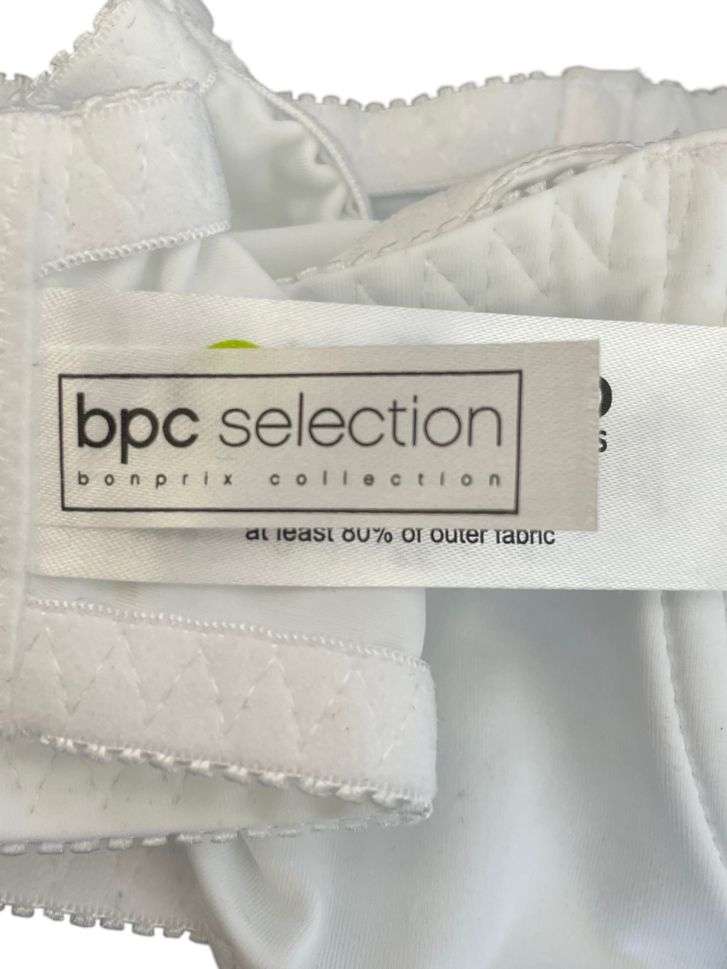 bpc selection
bonprix collection
at least 80% of outer fabric